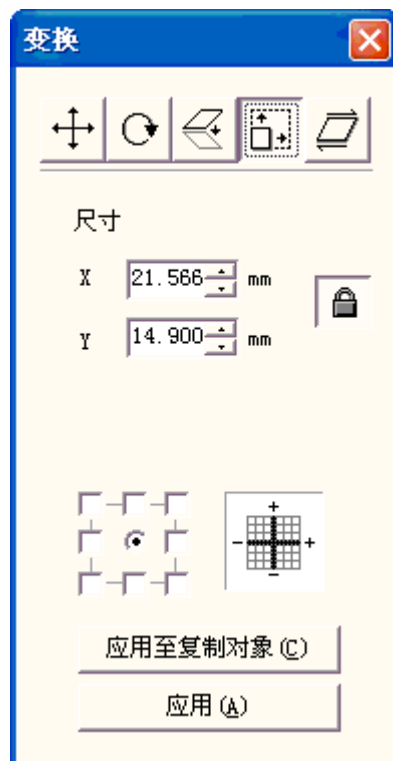 变换
尺寸
X 21.566 mm
Y 14.900 mm
+
- +
-
应用至复制对象(C)
应用(A)